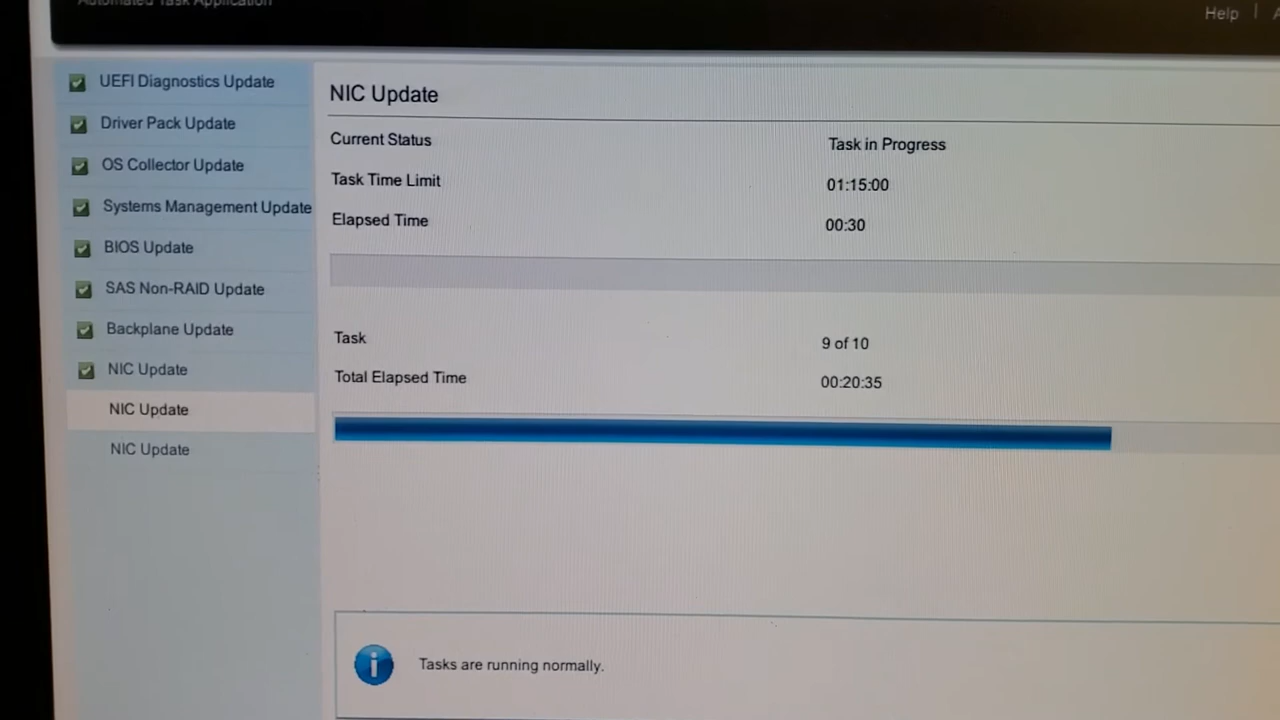 Automated Task Application
Help
UEFI Diagnostics Update
Driver Pack Update
OS Collector Update
Systems Management Update
BIOS Update
SAS Non-RAID Update
Backplane Update
NIC Update
NIC Update
NIC Update
NIC Update
Current Status Task in Progress
Task Time Limit 01:15:00
Elapsed Time 00:30
Task 9 of 10
Total Elapsed Time 00:20:35
Tasks are running normally.